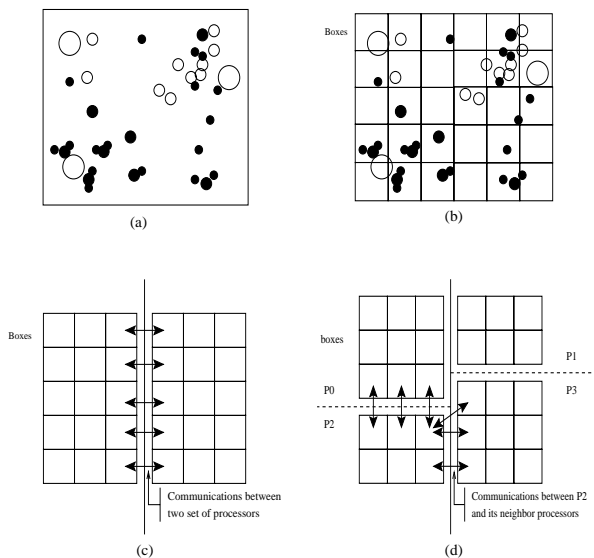 (a)
Boxes
(b)
Boxes
Communications between
two set of processors
(c)
boxes
P0
P1
P2
P3
Communications between P2
and its neighbor processors
(d)